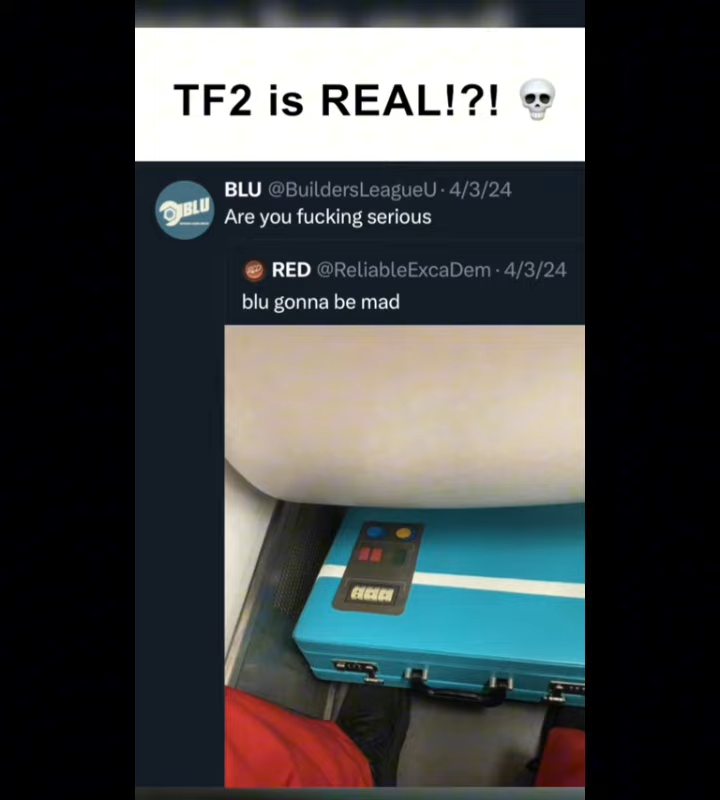 TF2 is REAL!?! 💀
BLU @BuildersLeagueU · 4/3/24
BLU
Are you fucking serious
RED @ReliableExcaDem · 4/3/24
blu gonna be mad